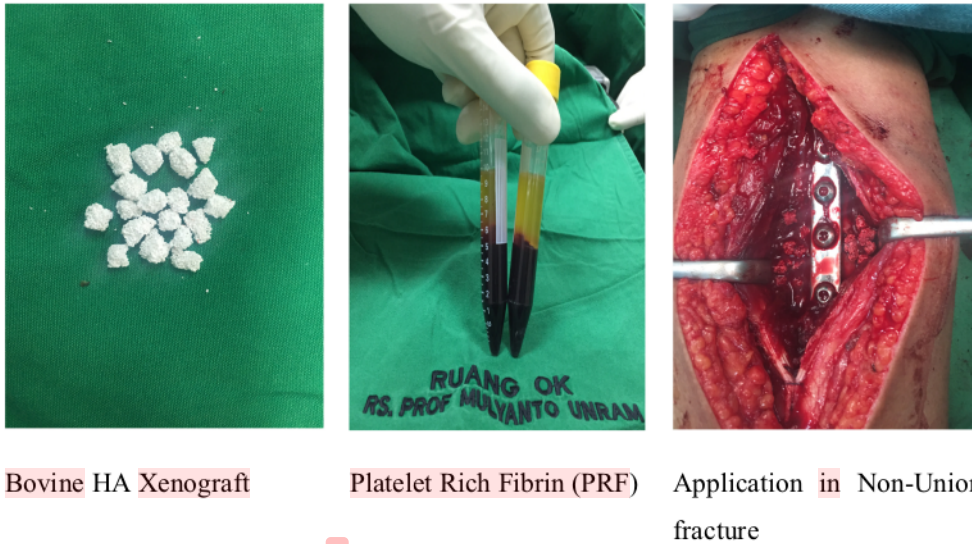 RUANG OK
RS. PROF MULYANTO UNRAM
Bovine HA Xenograft
Platelet Rich Fibrin (PRF)
Application in Non-Union
fracture